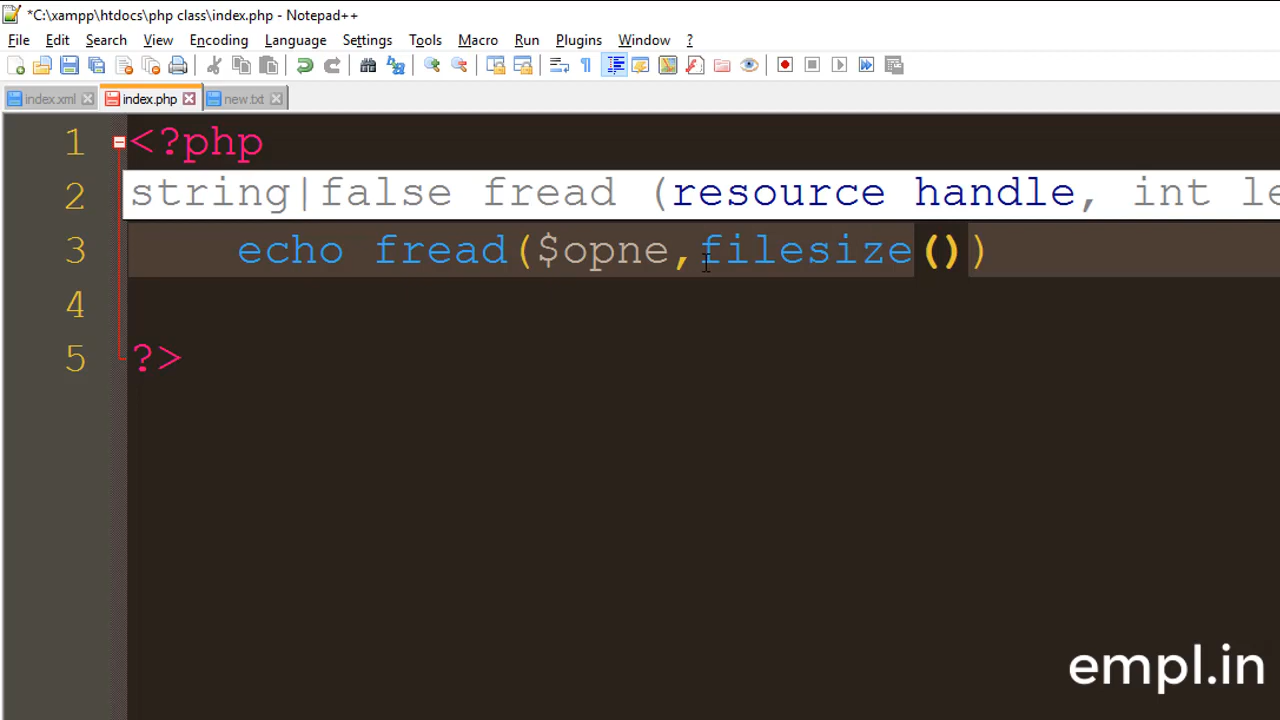 *C:\xampp\htdocs\php class\index.php - Notepad++
File Edit Search View Encoding Language Settings Tools Macro Run Plugins Window ?
index.xml index.php new.txt
1 <?php
2 string|false fread (resource handle, int le
3 echo fread($opne,filesize())
4
5 ?>
empl.in